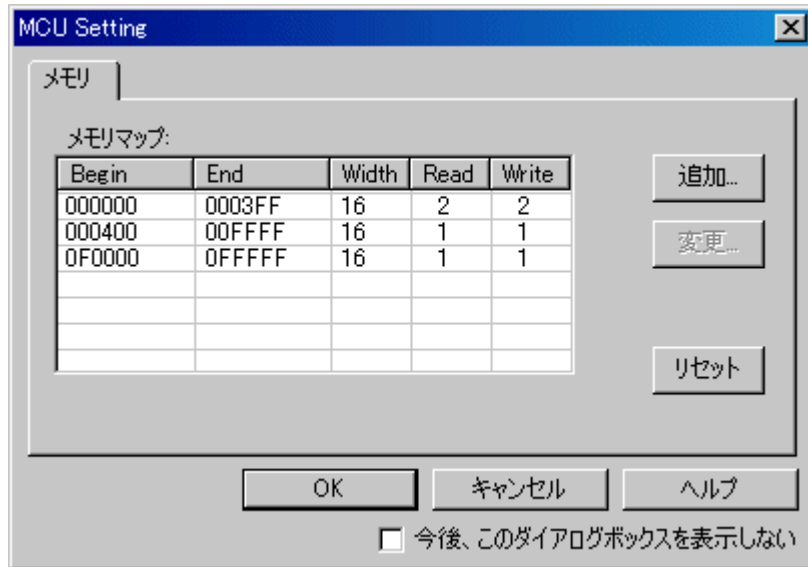 MCU Setting
メモリ
メモリマップ:
Begin End Width Read Write
000000 0003FF 16 2 2
000400 00FFFF 16 1 1
0F0000 0FFFFF 16 1 1
追加...
変更...
リセット
OK キャンセル ヘルプ
今後、このダイアログボックスを表示しない